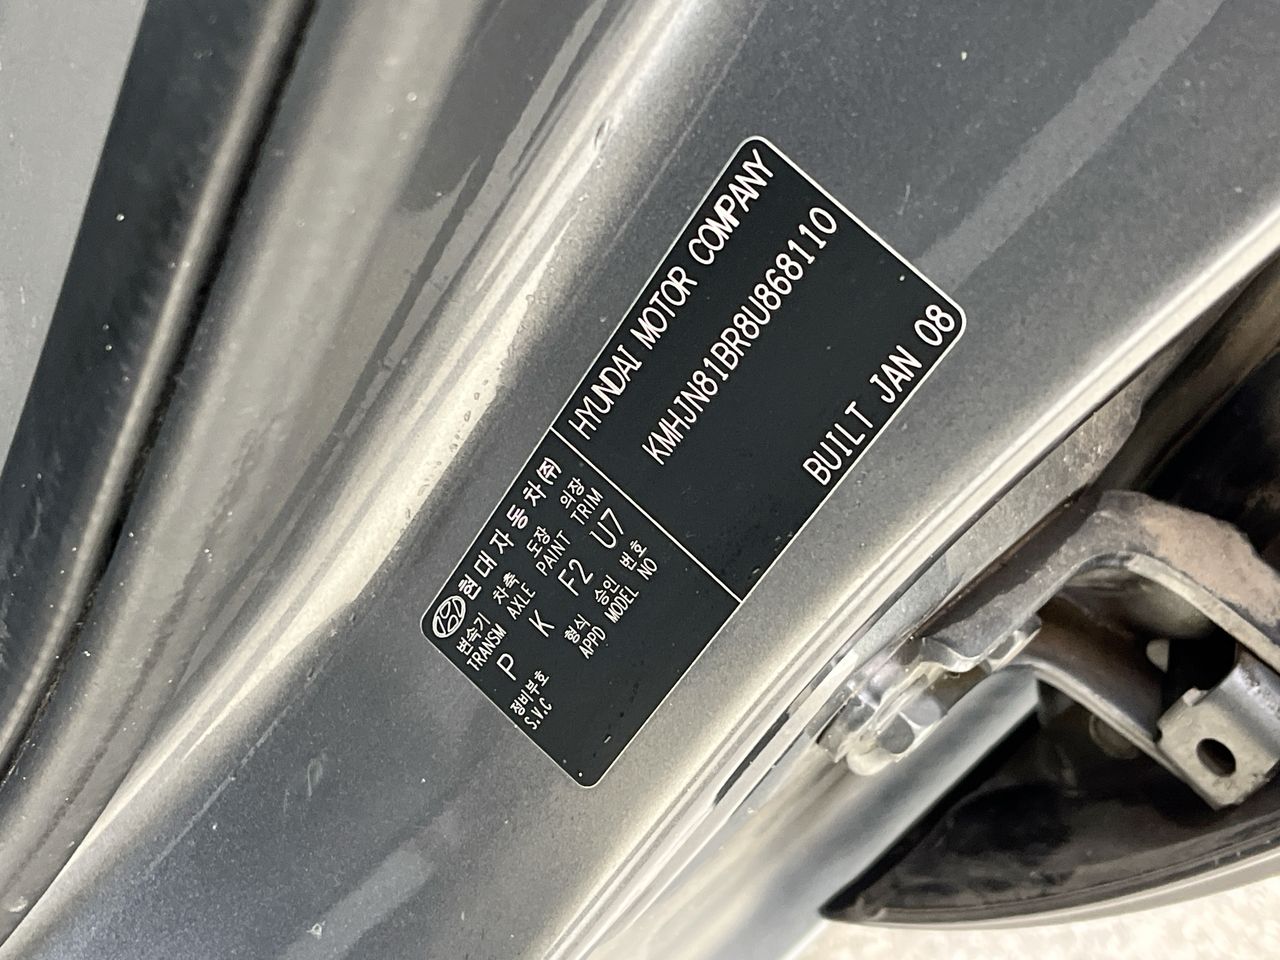 현대자동차(주)
변속기 차축 도장 의장
TRANSM AXLE PAINT TRIM
P K F2 U7
형식 승인 번호
APPD MODEL NO
정비부호
S.V.C
HYUNDAI MOTOR COMPANY
KMHJN81BR8U868110
BUILT JAN 08